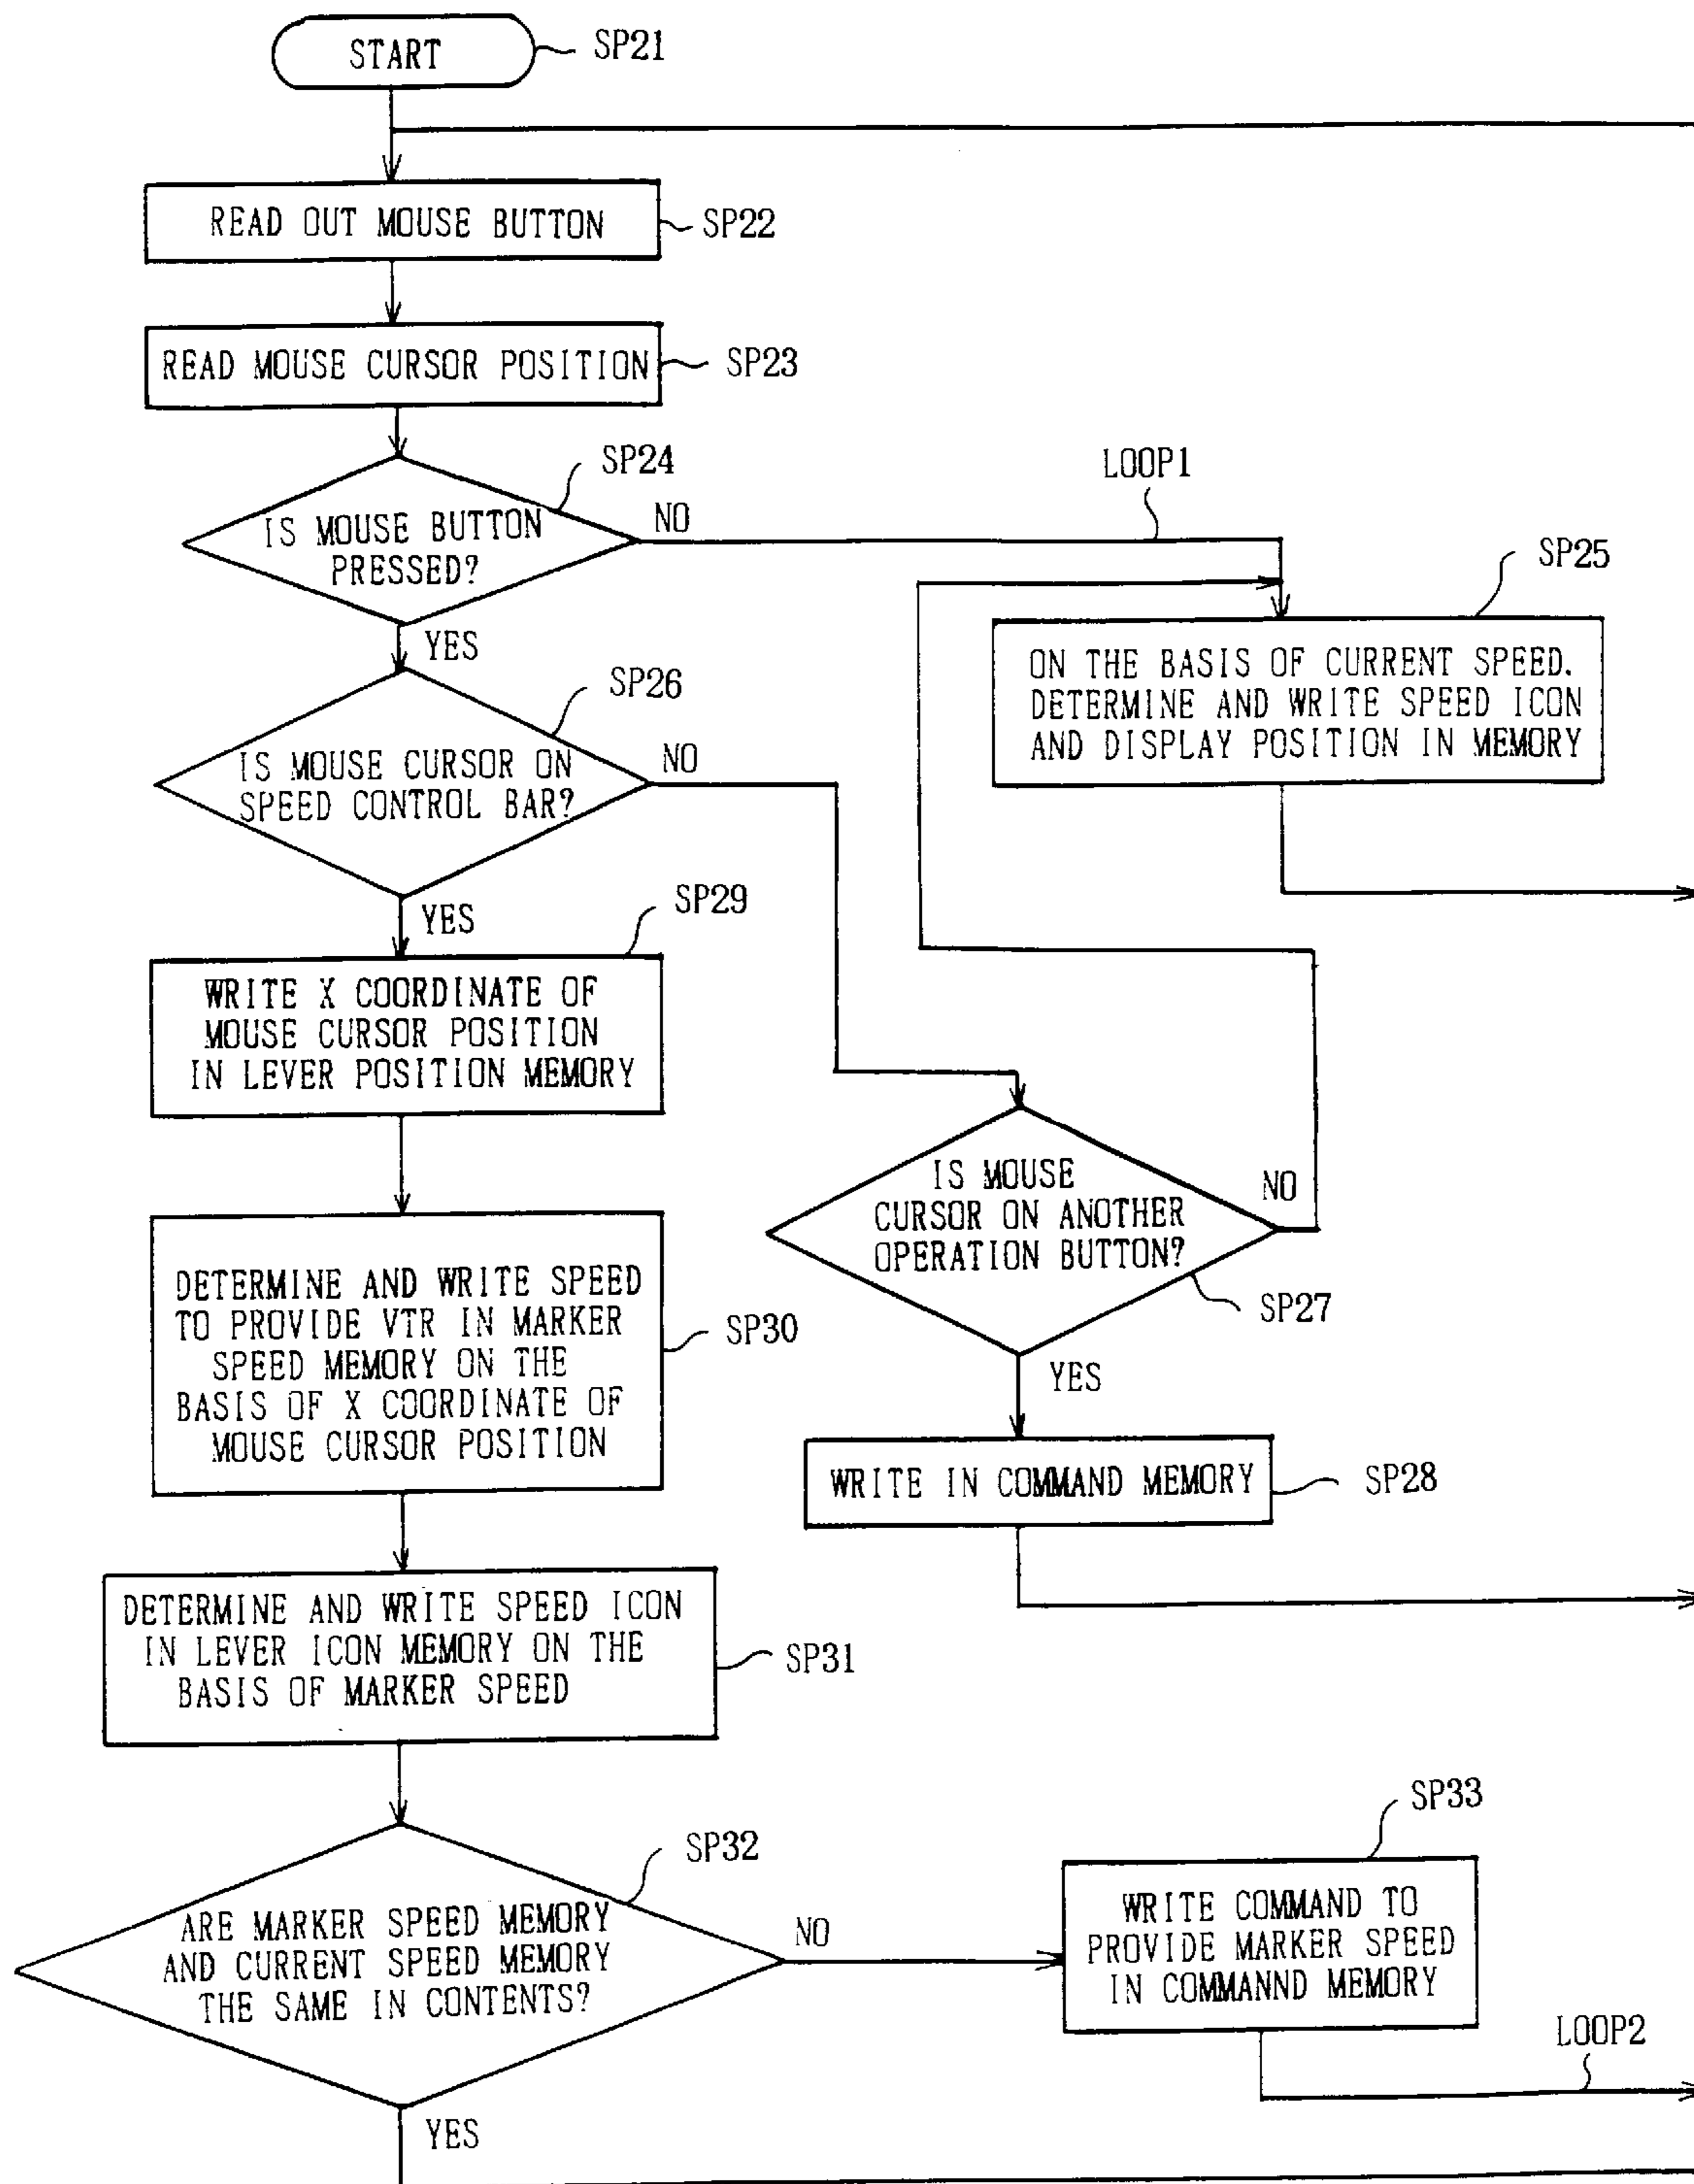 START
SP21
READ OUT MOUSE BUTTON
SP22
READ MOUSE CURSOR POSITION
SP23
SP24
LOOP1
IS MOUSE BUTTON
PRESSED?
NO
YES
SP25
ON THE BASIS OF CURRENT SPEED.
DETERMINE AND WRITE SPEED ICON
AND DISPLAY POSITION IN MEMORY
SP26
IS MOUSE CURSOR ON
SPEED CONTROL BAR?
NO
YES
SP29
WRITE X COORDINATE OF
MOUSE CURSOR POSITION
IN LEVER POSITION MEMORY
IS MOUSE
CURSOR ON ANOTHER
OPERATION BUTTON?
NO
SP27
YES
DETERMINE AND WRITE SPEED
TO PROVIDE VTR IN MARKER
SPEED MEMORY ON THE
BASIS OF X COORDINATE OF
MOUSE CURSOR POSITION
SP30
WRITE IN COMMAND MEMORY
SP28
DETERMINE AND WRITE SPEED ICON
IN LEVER ICON MEMORY ON THE
BASIS OF MARKER SPEED
SP31
SP32
ARE MARKER SPEED MEMORY
AND CURRENT SPEED MEMORY
THE SAME IN CONTENTS?
NO
YES
SP33
WRITE COMMAND TO
PROVIDE MARKER SPEED
IN COMMANND MEMORY
LOOP2